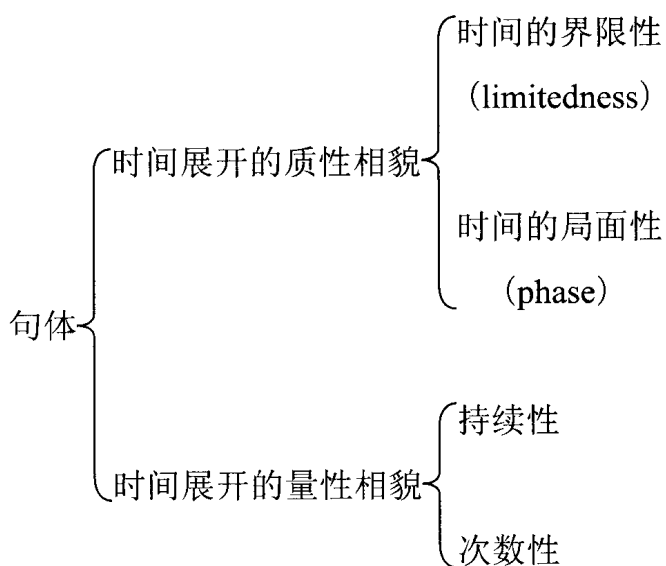 句体
时间展开的质性相貌
时间的界限性
（limitedness）
时间的局面性
（phase）
时间展开的量性相貌
持续性
次数性